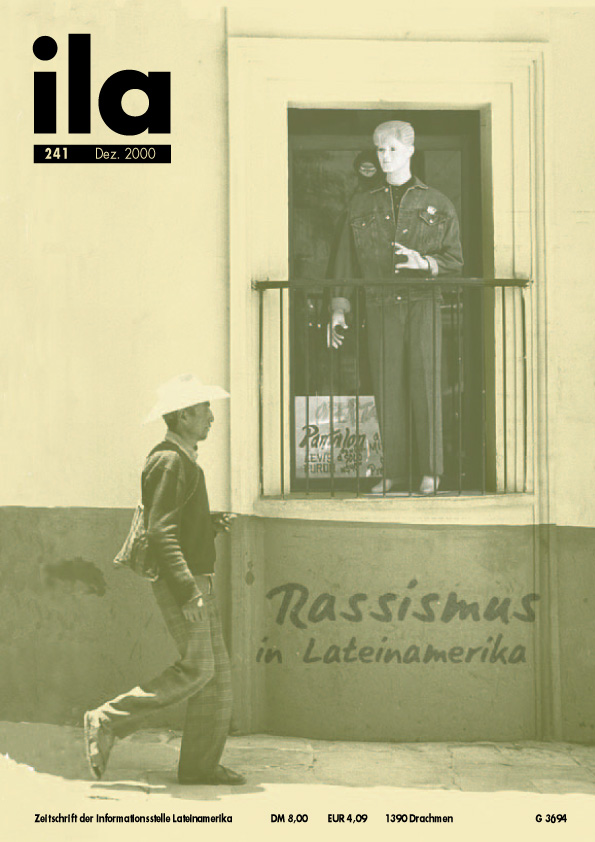 ila
241 Dez. 2000
Pantalon
LEVIS
Rassismus
in Lateinamerika
Zeitschrift der Informationsstelle Lateinamerika DM 8,00 EUR 4,09 1390 Drachmen G 3694